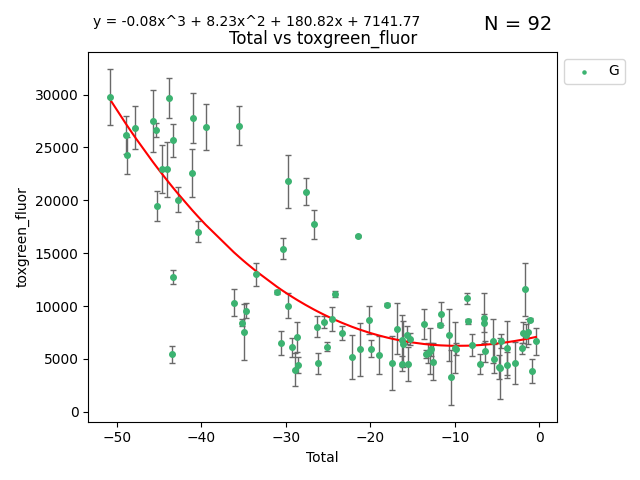 y = -0.08x^3 + 8.23x^2 + 180.82x + 7141.77
N = 92
Total vs toxgreen_fluor
G
30000
25000
20000
15000
10000
5000
0
toxgreen_fluor
−50 −40 −30 −20 −10 0
Total